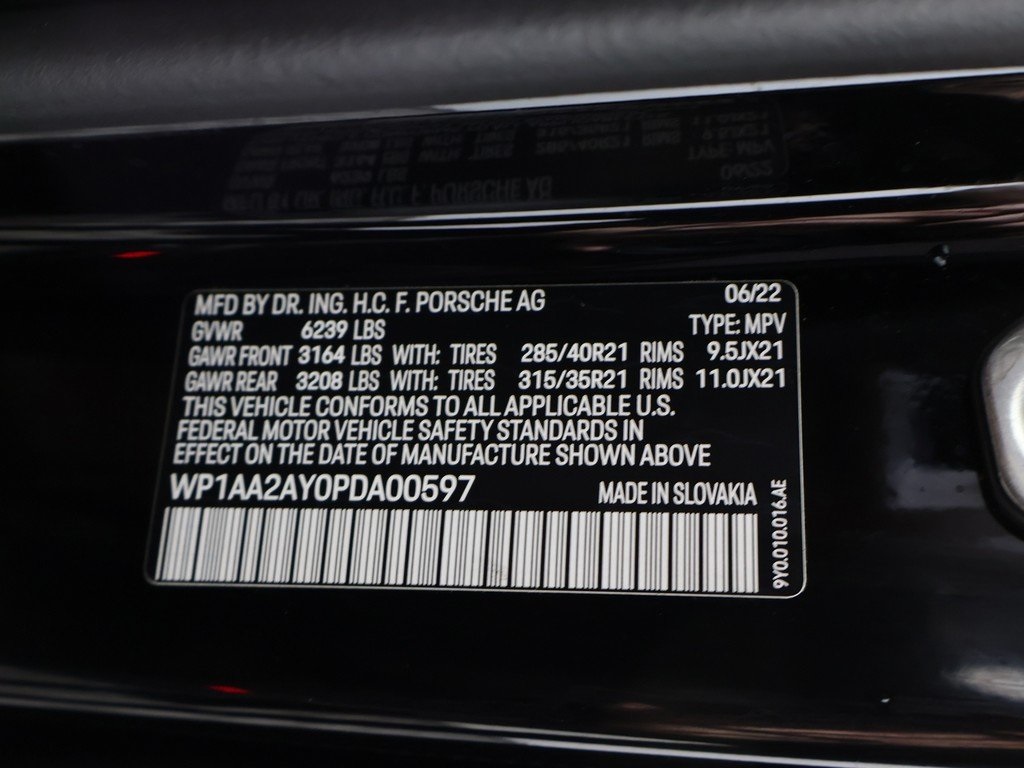 MFD BY DR. ING. H.C. F. PORSCHE AG 06/22
GVWR 6239 LBS TYPE: MPV
GAWR FRONT 3164 LBS WITH: TIRES 285/40R21 RIMS 9.5JX21
GAWR REAR 3208 LBS WITH: TIRES 315/35R21 RIMS 11.0JX21
THIS VEHICLE CONFORMS TO ALL APPLICABLE U.S.
FEDERAL MOTOR VEHICLE SAFETY STANDARDS IN
EFFECT ON THE DATE OF MANUFACTURE SHOWN ABOVE
WP1AA2AY0PDA00597 MADE IN SLOVAKIA
9Y0.010.016.AE